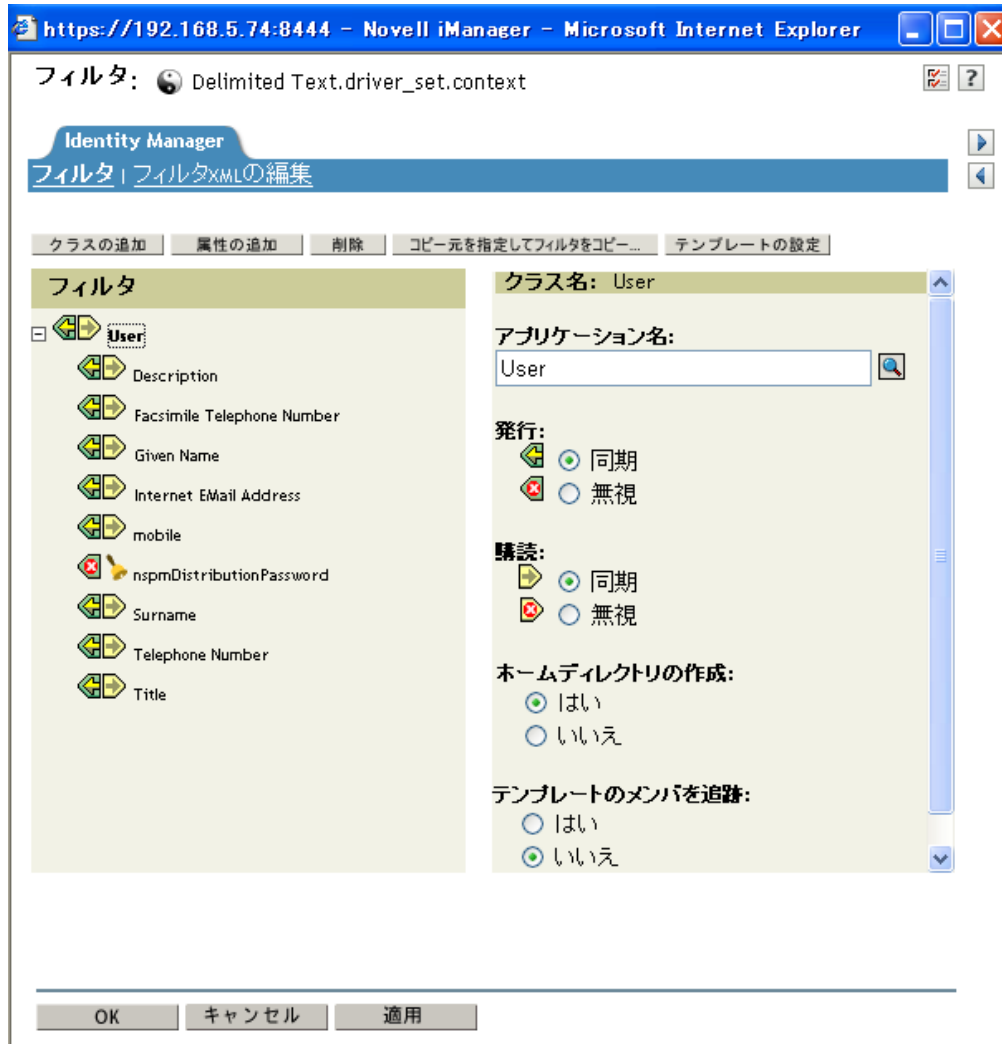 https://192.168.5.74:8444 - Novell iManager - Microsoft Internet Explorer
フィルタ: Delimited Text.driver_set.context
?
Identity Manager
フィルタ | フィルタXMLの編集
クラスの追加 属性の追加 削除 コピー元を指定してフィルタをコピー... テンプレートの設定
フィルタ
User
Description
Facsimile Telephone Number
Given Name
Internet EMail Address
mobile
nspmDistributionPassword
Surname
Telephone Number
Title
クラス名: User
アプリケーション名:
User
発行:
同期
無視
購読:
同期
無視
ホームディレクトリの作成:
はい
いいえ
テンプレートのメンバを追跡:
はい
いいえ
OK キャンセル 適用